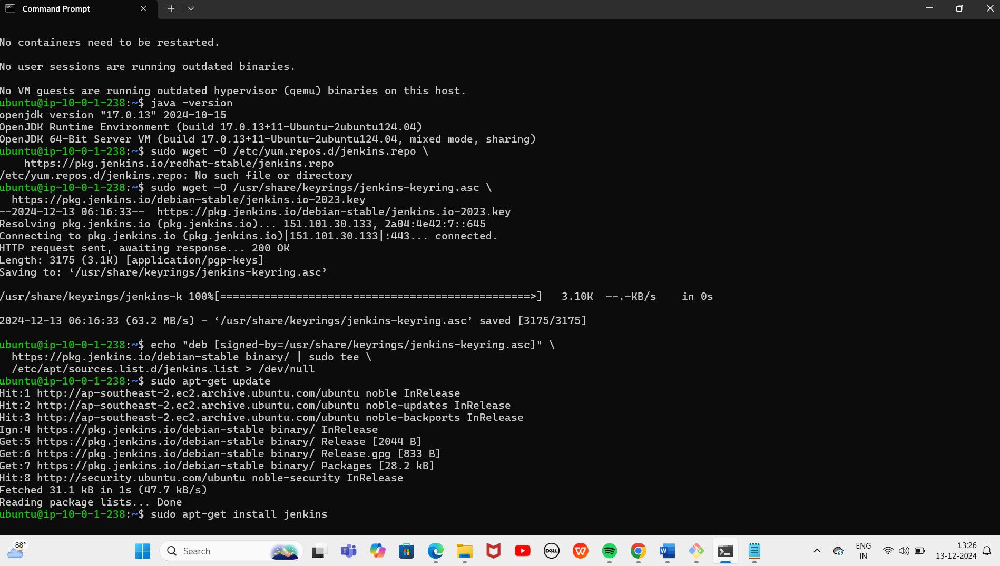 Command Prompt
No containers need to be restarted.
No user sessions are running outdated binaries.
No VM guests are running outdated hypervisor (qemu) binaries on this host.
ubuntu@ip-10-0-1-238:~$ java -version
openjdk version "17.0.13" 2024-10-15
OpenJDK Runtime Environment (build 17.0.13+11-Ubuntu-2ubuntu124.04)
OpenJDK 64-Bit Server VM (build 17.0.13+11-Ubuntu-2ubuntu124.04, mixed mode, sharing)
ubuntu@ip-10-0-1-238:~$ sudo wget -O /etc/yum.repos.d/jenkins.repo \
    https://pkg.jenkins.io/redhat-stable/jenkins.repo
/etc/yum.repos.d/jenkins.repo: No such file or directory
ubuntu@ip-10-0-1-238:~$ sudo wget -O /usr/share/keyrings/jenkins-keyring.asc \
  https://pkg.jenkins.io/debian-stable/jenkins.io-2023.key
--2024-12-13 06:16:33--  https://pkg.jenkins.io/debian-stable/jenkins.io-2023.key
Resolving pkg.jenkins.io (pkg.jenkins.io)... 151.101.30.133, 2a04:4e42:7::645
Connecting to pkg.jenkins.io (pkg.jenkins.io)|151.101.30.133|:443... connected.
HTTP request sent, awaiting response... 200 OK
Length: 3175 (3.1K) [application/pgp-keys]
Saving to: ‘/usr/share/keyrings/jenkins-keyring.asc’
/usr/share/keyrings/jenkins-k 100%[=================================================>]   3.10K  --.-KB/s    in 0s
2024-12-13 06:16:33 (63.2 MB/s) - ‘/usr/share/keyrings/jenkins-keyring.asc’ saved [3175/3175]
ubuntu@ip-10-0-1-238:~$ echo "deb [signed-by=/usr/share/keyrings/jenkins-keyring.asc]" \
  https://pkg.jenkins.io/debian-stable binary/ | sudo tee \
  /etc/apt/sources.list.d/jenkins.list > /dev/null
ubuntu@ip-10-0-1-238:~$ sudo apt-get update
Hit:1 http://ap-southeast-2.ec2.archive.ubuntu.com/ubuntu noble InRelease
Hit:2 http://ap-southeast-2.ec2.archive.ubuntu.com/ubuntu noble-updates InRelease
Hit:3 http://ap-southeast-2.ec2.archive.ubuntu.com/ubuntu noble-backports InRelease
Ign:4 https://pkg.jenkins.io/debian-stable binary/ InRelease
Get:5 https://pkg.jenkins.io/debian-stable binary/ Release [2044 B]
Get:6 https://pkg.jenkins.io/debian-stable binary/ Release.gpg [833 B]
Get:7 https://pkg.jenkins.io/debian-stable binary/ Packages [28.2 kB]
Hit:8 http://security.ubuntu.com/ubuntu noble-security InRelease
Fetched 31.1 kB in 1s (47.7 kB/s)
Reading package lists... Done
ubuntu@ip-10-0-1-238:~$ sudo apt-get install jenkins
88°
Search
DELL
ENG
IN
13:26
13-12-2024